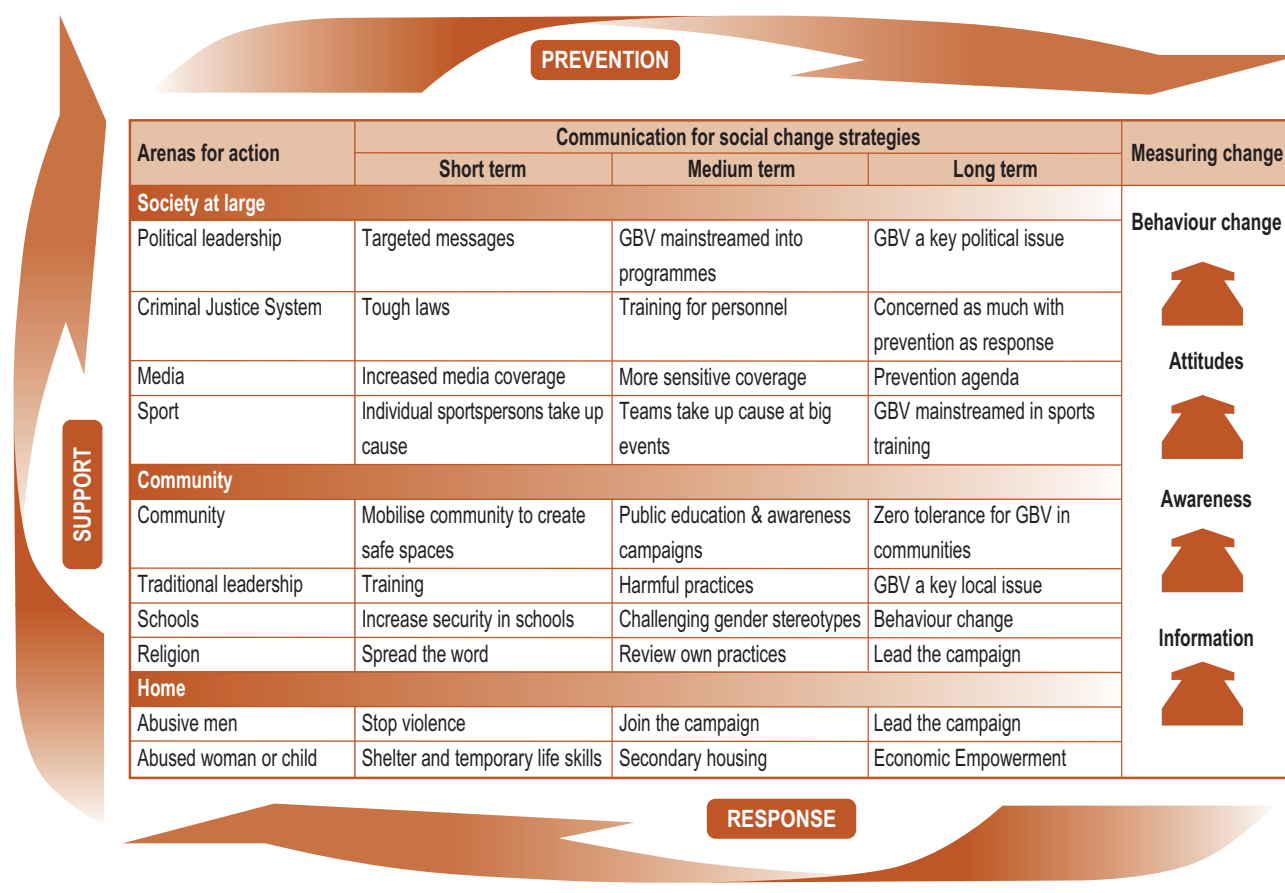 PREVENTION
Arenas for action
Communication for social change strategies
Measuring change
Short term
Medium term
Long term
Society at large
Behaviour change
Political leadership
Targeted messages
GBV mainstreamed into
programmes
GBV a key political issue
Criminal Justice System
Tough laws
Training for personnel
Concerned as much with
prevention as response
Attitudes
Media
Increased media coverage
More sensitive coverage
Prevention agenda
Sport
Individual sportspersons take up
cause
Teams take up cause at big
events
GBV mainstreamed in sports
training
SUPPORT
Community
Awareness
Community
Mobilise community to create
safe spaces
Public education & awareness
campaigns
Zero tolerance for GBV in
communities
Traditional leadership
Training
Harmful practices
GBV a key local issue
Schools
Increase security in schools
Challenging gender stereotypes
Behaviour change
Information
Religion
Spread the word
Review own practices
Lead the campaign
Home
Abusive men
Stop violence
Join the campaign
Lead the campaign
Abused woman or child
Shelter and temporary life skills
Secondary housing
Economic Empowerment
RESPONSE